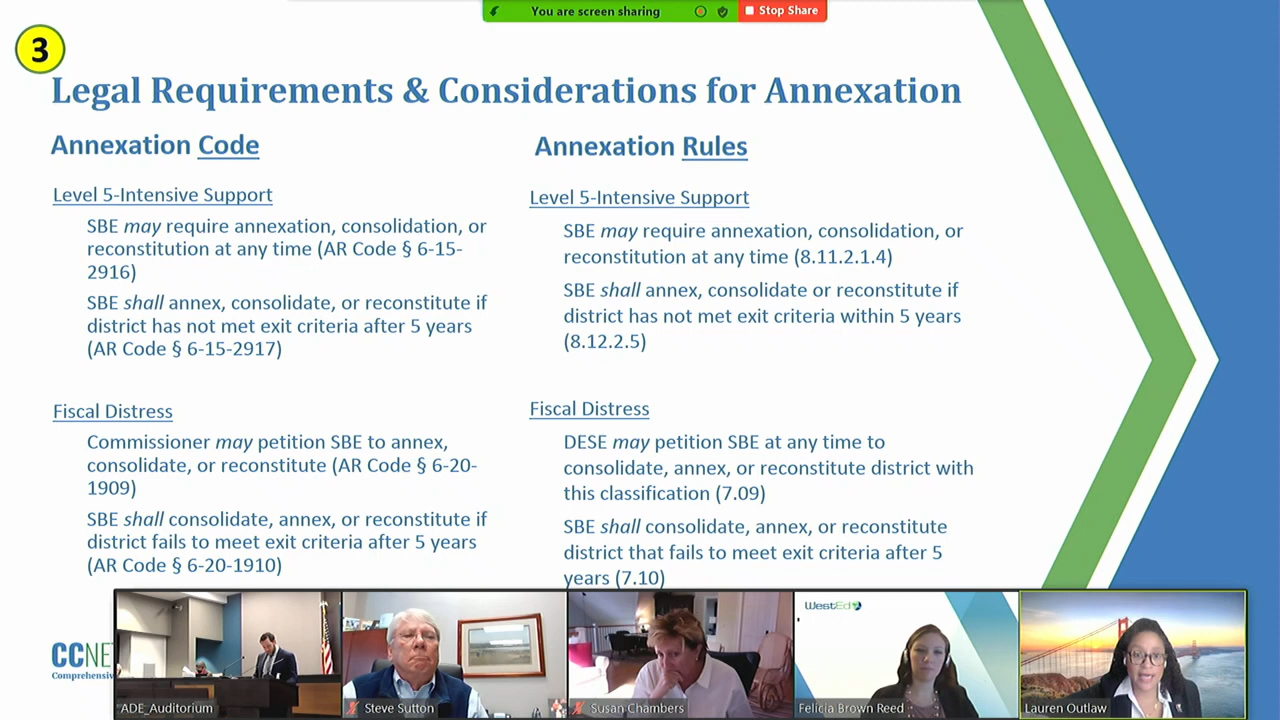 You are screen sharing
Stop Share
3
Legal Requirements & Considerations for Annexation
Annexation Code
Level 5-Intensive Support
SBE may require annexation, consolidation, or
reconstitution at any time (AR Code § 6-15-
2916)
SBE shall annex, consolidate, or reconstitute if
district has not met exit criteria after 5 years
(AR Code § 6-15-2917)
Fiscal Distress
Commissioner may petition SBE to annex,
consolidate, or reconstitute (AR Code § 6-20-
1909)
SBE shall consolidate, annex, or reconstitute if
district fails to meet exit criteria after 5 years
(AR Code § 6-20-1910)
Annexation Rules
Level 5-Intensive Support
SBE may require annexation, consolidation, or
reconstitution at any time (8.11.2.1.4)
SBE shall annex, consolidate or reconstitute if
district has not met exit criteria within 5 years
(8.12.2.5)
Fiscal Distress
DESE may petition SBE at any time to
consolidate, annex, or reconstitute district with
this classification (7.09)
SBE shall consolidate, annex, or reconstitute
district that fails to meet exit criteria after 5
years (7.10)
CCNE
Comprehensiv
WestEd
ADE_Auditorium
Steve Sutton
Susan Chambers
Felicia Brown Reed
Lauren Outlaw